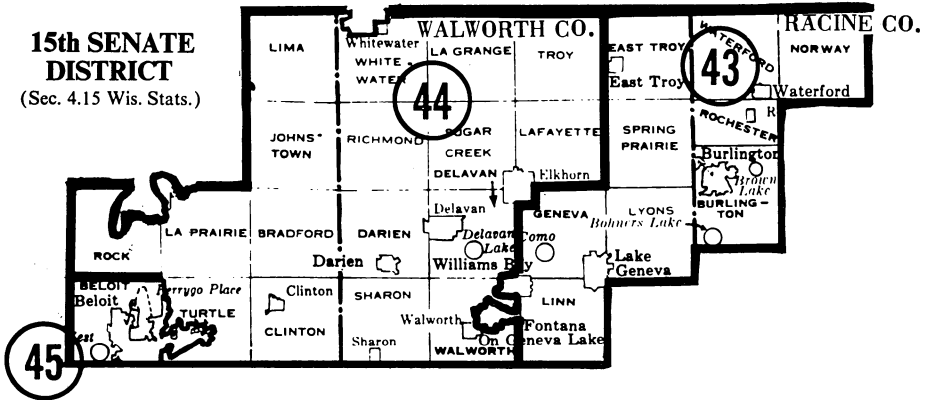 15th SENATE
DISTRICT
(Sec. 4.15 Wis. Stats.)
WALWORTH CO.
RACINE CO.
LIMA
Whitewater
WHITE
WATER
LA GRANGE
TROY
EAST TROY
East Troy
WATERFORD
NORWAY
Waterford
44
43
JOHNS-
TOWN
RICHMOND
SUGAR
CREEK
LAFAYETTE
SPRING
PRAIRIE
ROCHESTER
R
Burlington
Brown
Lake
BURLING-
TON
DELAVAN
Elkhorn
Delavan
GENEVA
LYONS
Bohners Lake
ROCK
LA PRAIRIE
BRADFORD
DARIEN
Delavan
Lake
Como
Darien
Williams Bay
Lake
Geneva
BELOIT
Beloit
Perrygo Place
TURTLE
Clinton
CLINTON
SHARON
LINN
Walworth
Fontana
On Geneva Lake
Sharon
WALWORTH
45